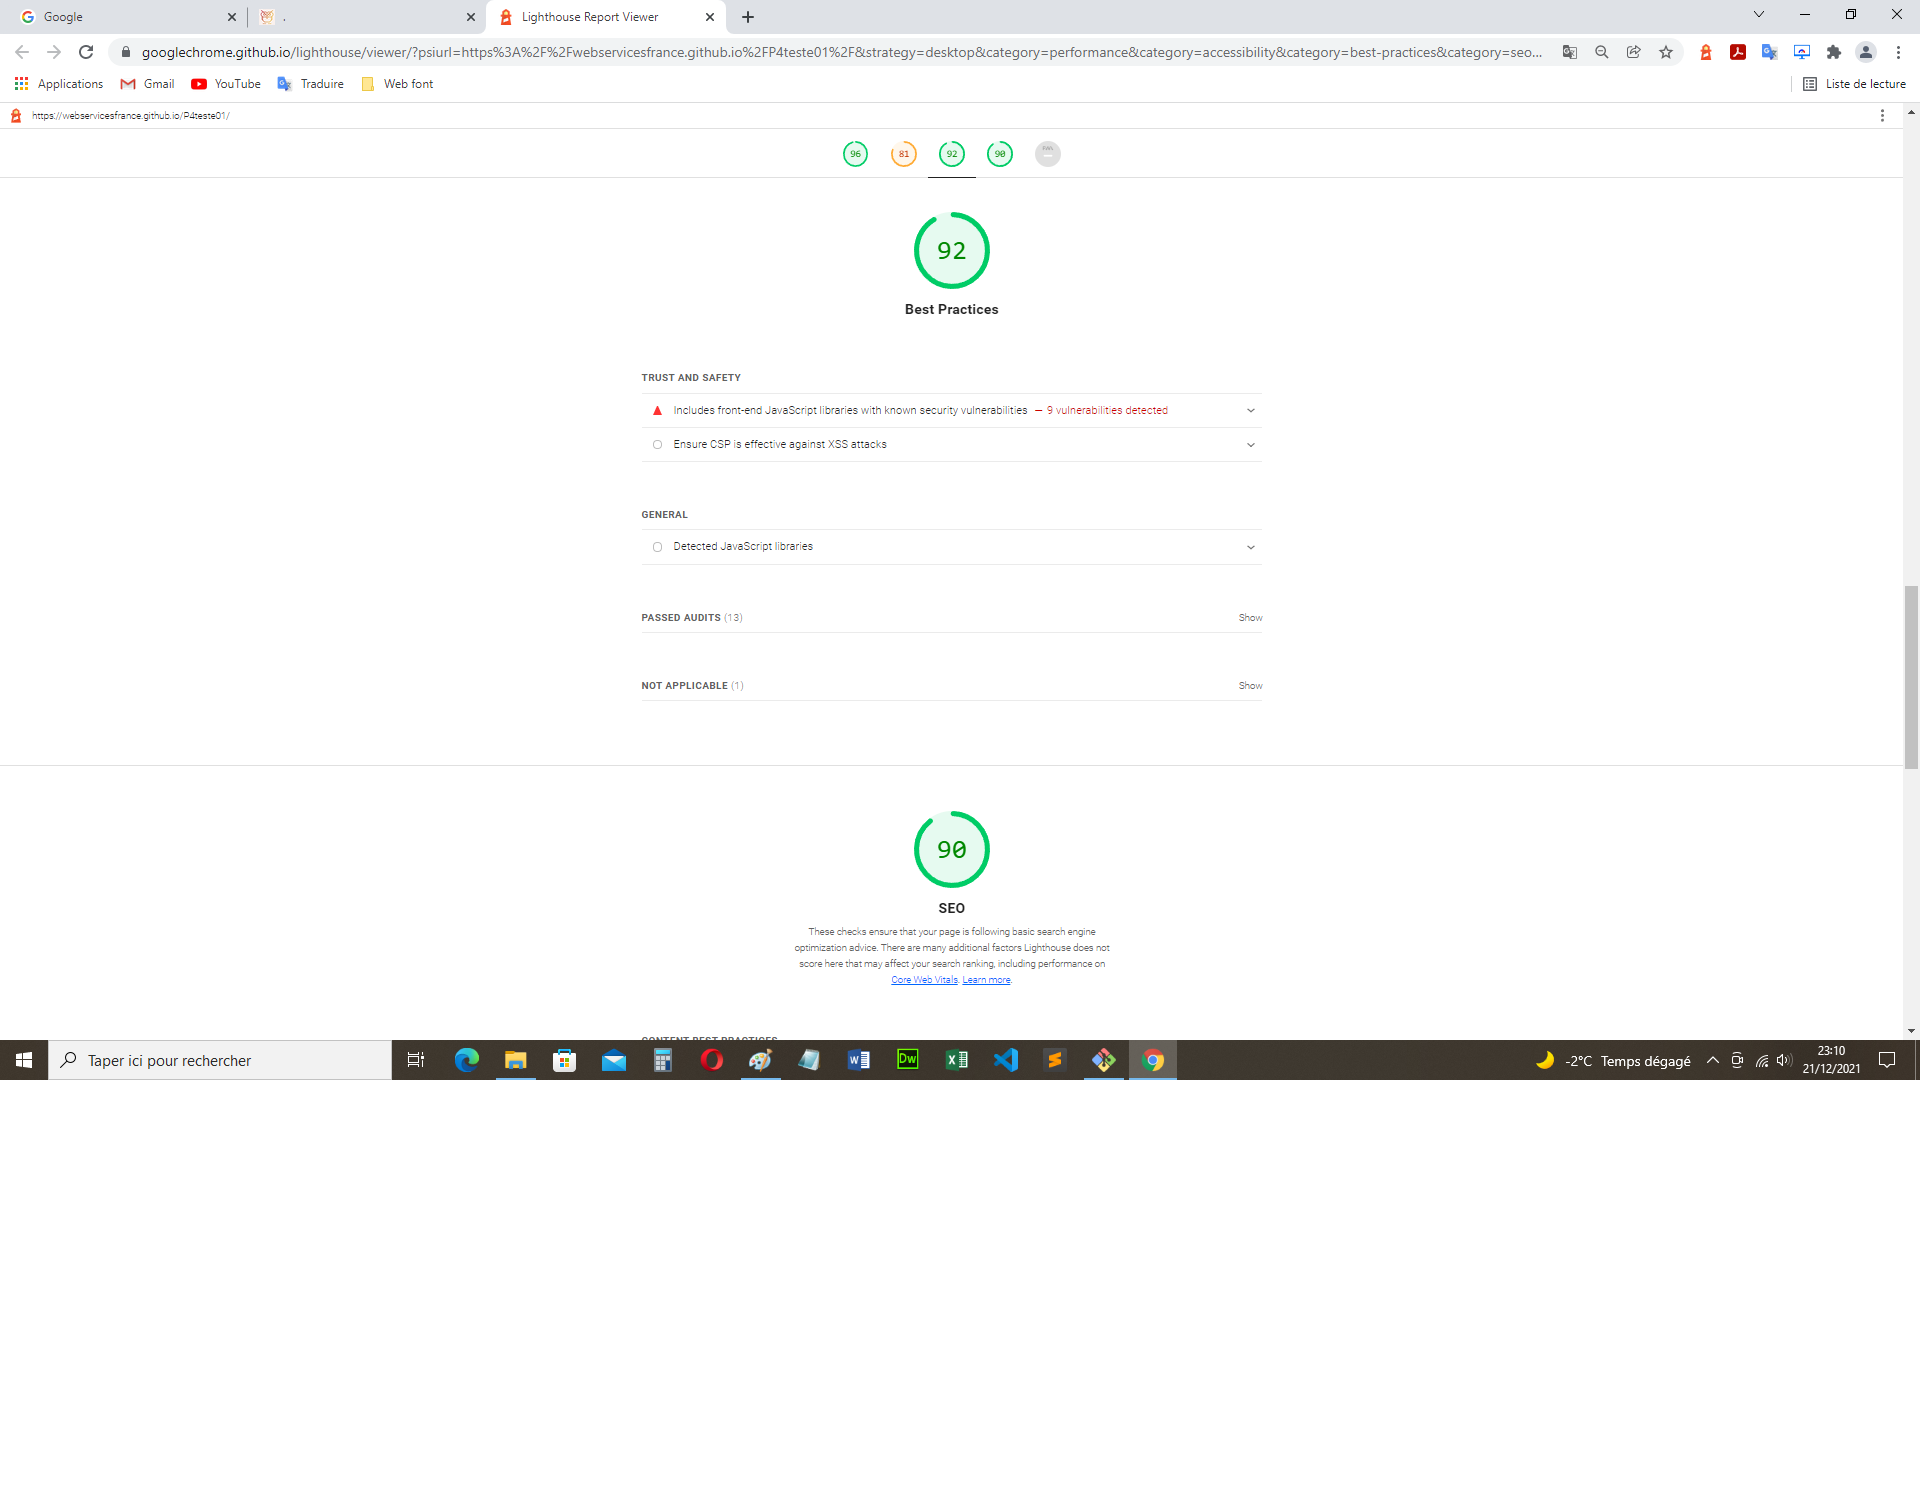 Google
.
Lighthouse Report Viewer
googlechrome.github.io/lighthouse/viewer/?psiurl=https%3A%2F%2Fwebservicesfrance.github.io%2FP4teste01%2F&strategy=desktop&category=performance&category=accessibility&category=best-practices&category=seo...
Applications
Gmail
YouTube
Traduire
Web font
Liste de lecture
https://webservicesfrance.github.io/P4teste01/
96
81
92
90
92
Best Practices
TRUST AND SAFETY
Includes front-end JavaScript libraries with known security vulnerabilities — 9 vulnerabilities detected
Ensure CSP is effective against XSS attacks
GENERAL
Detected JavaScript libraries
PASSED AUDITS (13)
Show
NOT APPLICABLE (1)
Show
90
SEO
These checks ensure that your page is following basic search engine
optimization advice. There are many additional factors Lighthouse does not
score here that may affect your search ranking, including performance on
Core Web Vitals. Learn more.
CONTENT BEST PRACTICES
Taper ici pour rechercher
Dw
-2°C Temps dégagé
23:10
21/12/2021